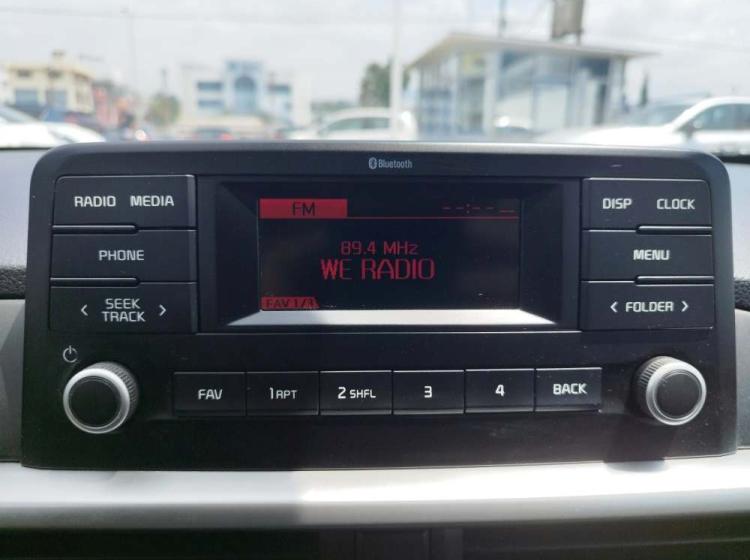 Bluetooth
RADIO MEDIA
PHONE
< SEEK >
TRACK
FM --:--
89.4 MHz
WE RADIO
FAV 1/3
DISP CLOCK
MENU
< FOLDER >
FAV 1 RPT 2 SHFL 3 4 BACK